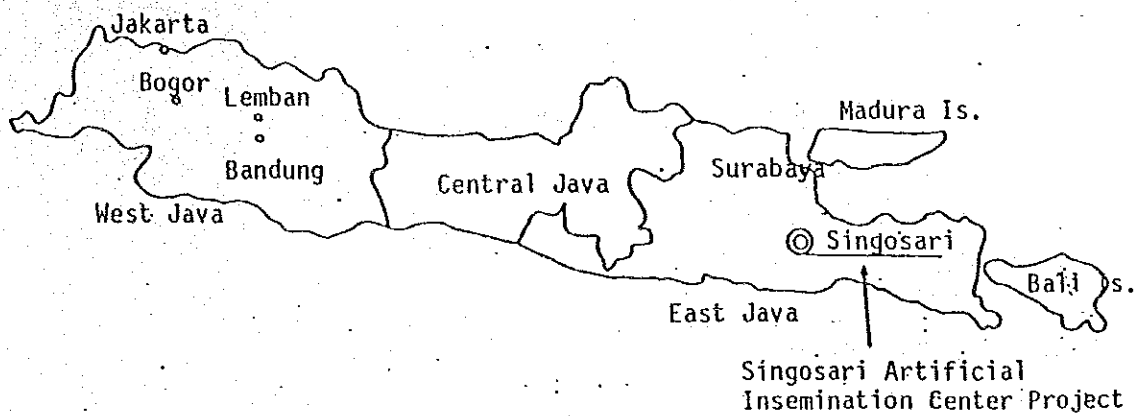 Jakarta
Bogor
Lemban
Bandung
West Java
Central Java
Surabaya
Madura Is.
Singosari
East Java
Bali Is.
Singosari Artificial
Insemination Center Project